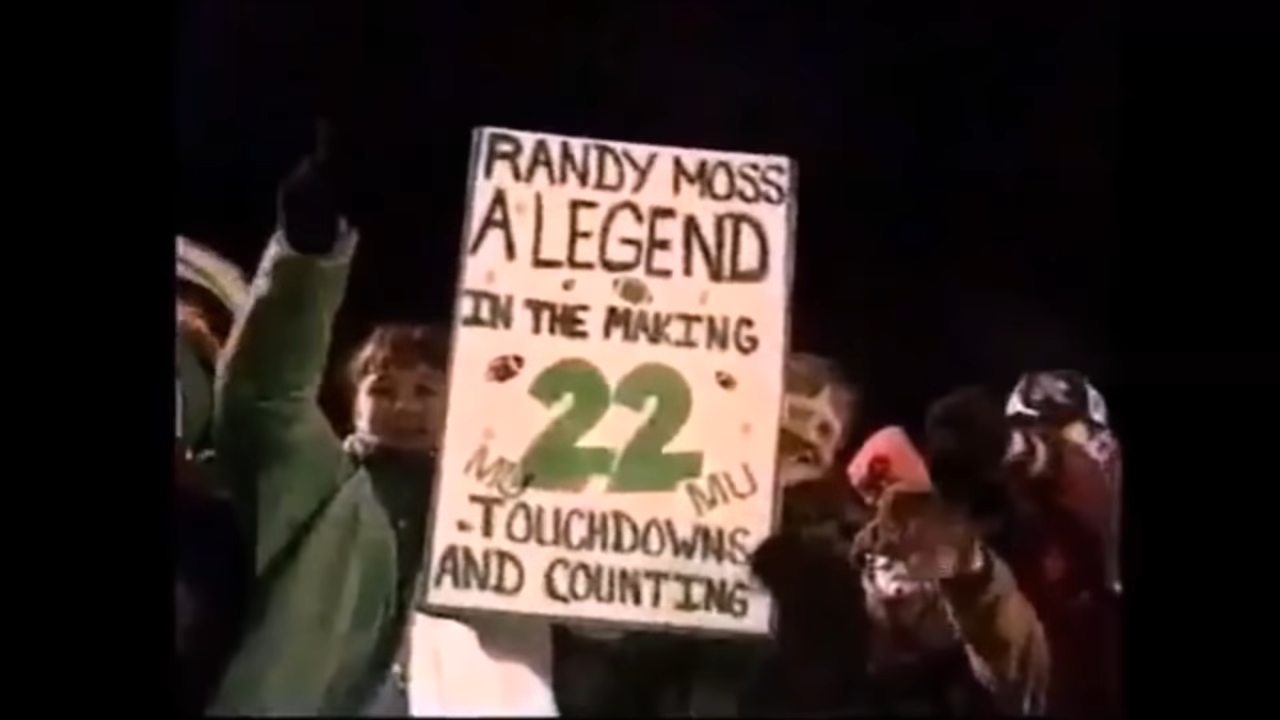 RANDY MOSS
A LEGEND
IN THE MAKING
22
MU MU
TOUCHDOWNS
AND COUNTING